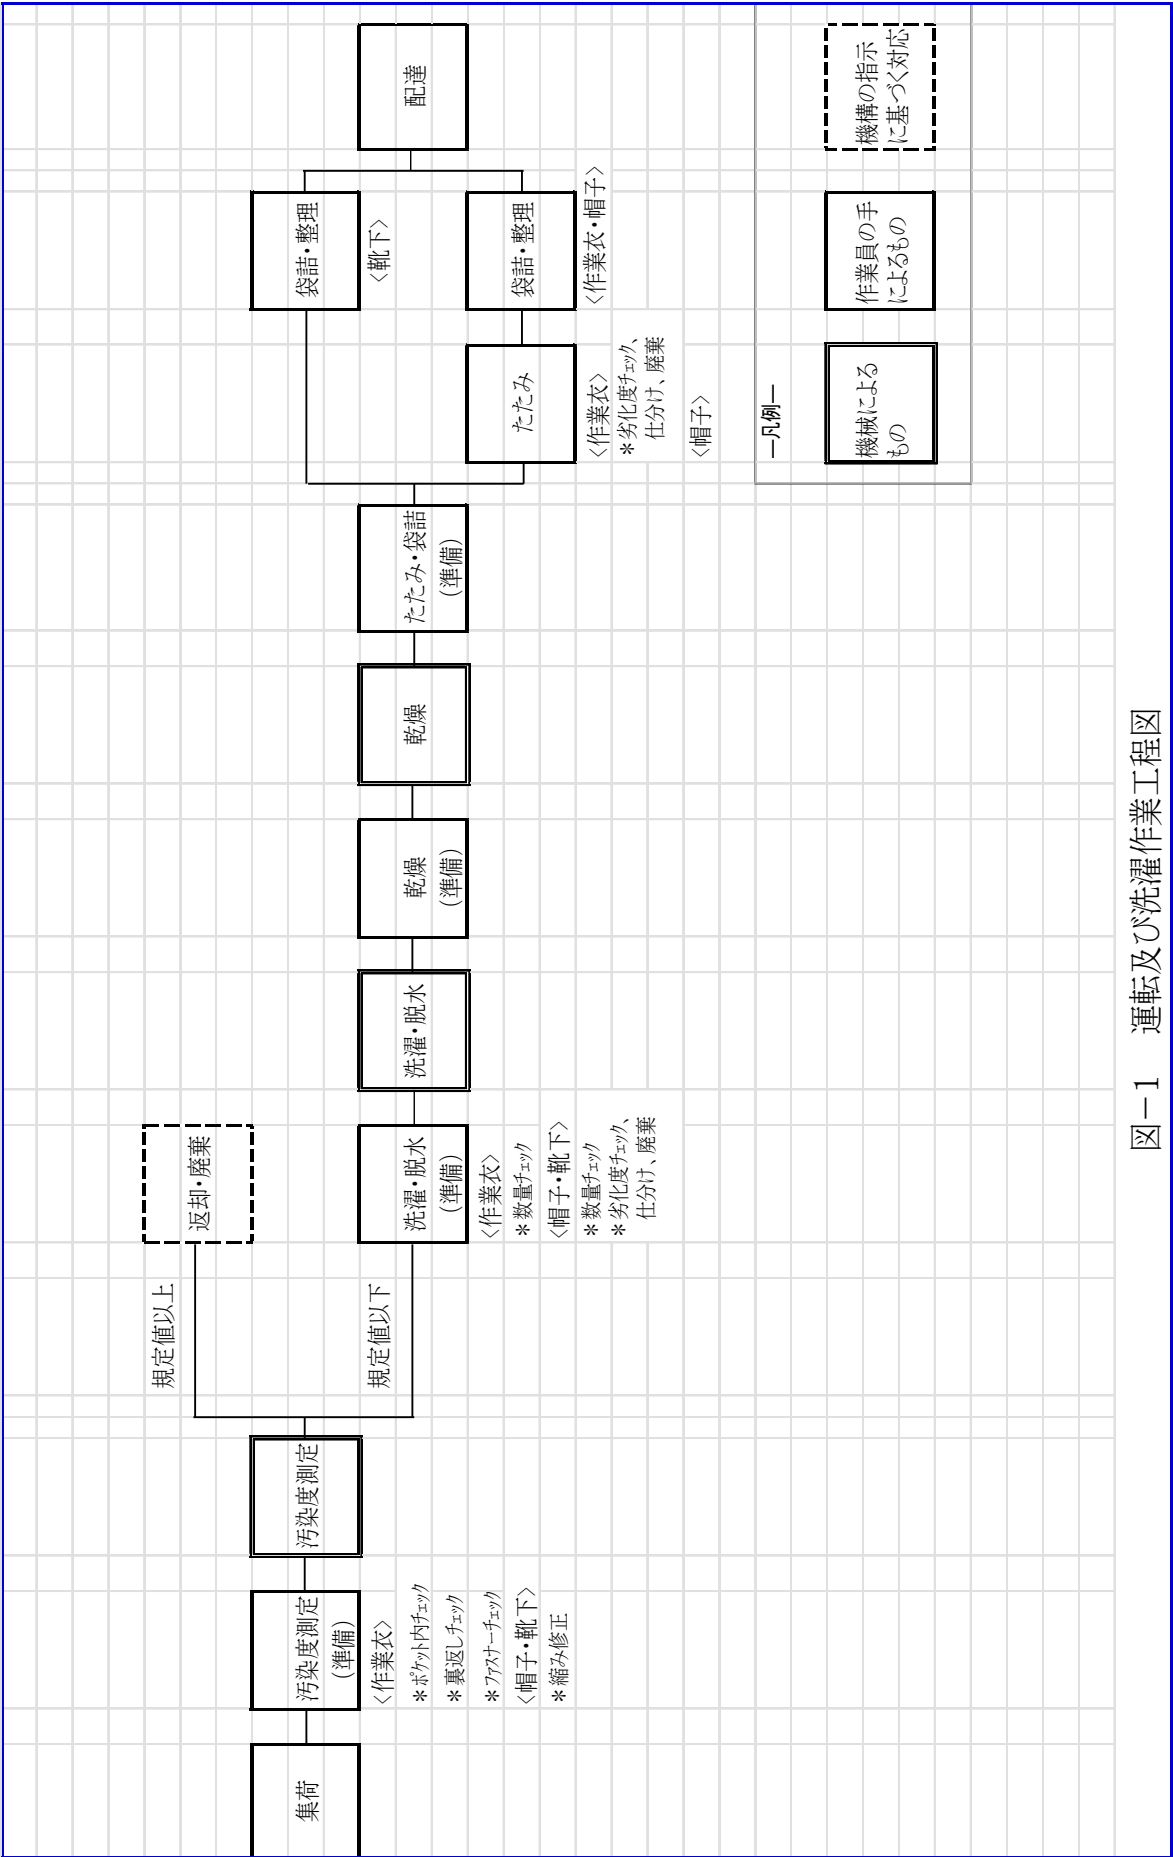 集荷
汚染度測定
(準備)
〈作業衣〉
＊ポケット内チェック
＊裏返しチェック
＊ファスナーチェック
〈帽子・靴下〉
＊縮み修正
汚染度測定
規定値以上
返却・廃棄
規定値以下
洗濯・脱水
(準備)
〈作業衣〉
＊数量チェック
〈帽子・靴下〉
＊数量チェック
＊劣化度チェック、
仕分け、廃棄
洗濯・脱水
乾燥
(準備)
乾燥
たたみ・袋詰
(準備)
たたみ
〈作業衣〉
＊劣化度チェック、
仕分け、廃棄
〈帽子〉
袋詰・整理
〈靴下〉
袋詰・整理
〈作業衣・帽子〉
配達
―凡例―
機械による
もの
作業員の手
によるもの
機構の指示
に基づく対応
図－1　運転及び洗濯作業工程図